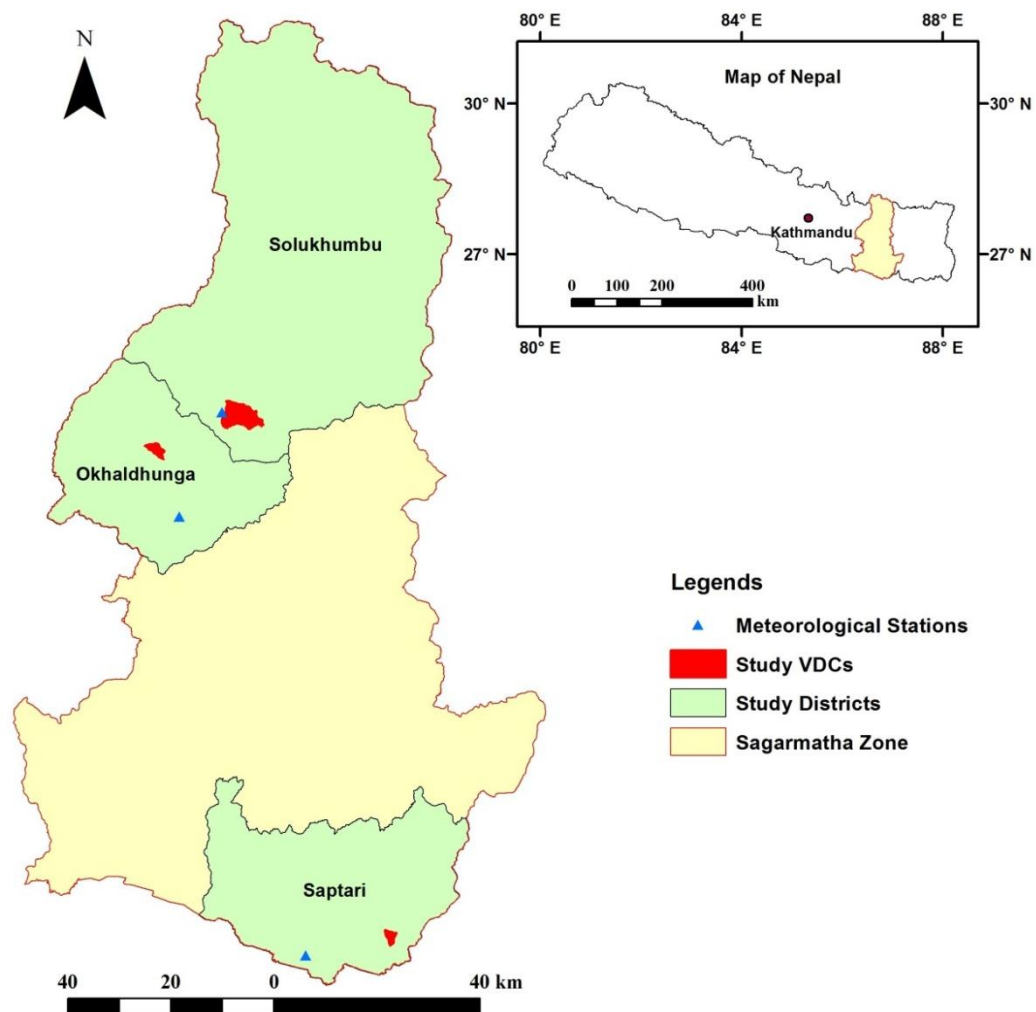 N
Solukhumbu
Okhaldhunga
Saptari
40 20 0 40 km
80° E 84° E 88° E
Map of Nepal
30° N 30° N
Kathmandu
27° N 27° N
0 100 200 400
km
80° E 84° E 88° E
Legends
Meteorological Stations
Study VDCs
Study Districts
Sagarmatha Zone